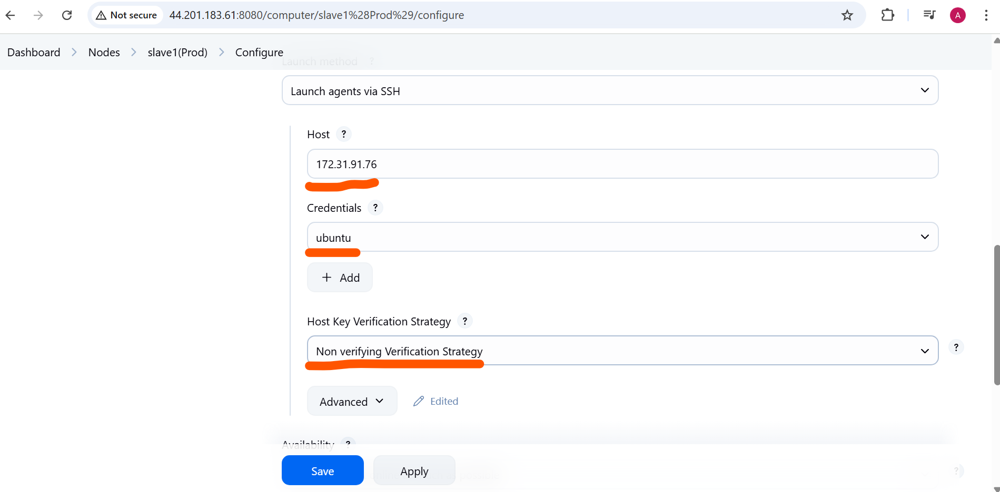 Not secure 44.201.183.61:8080/computer/slave1%28Prod%29/configure A
Dashboard Nodes slave1(Prod) Configure
Launch method ?
Launch agents via SSH
Host ?
172.31.91.76
Credentials ?
ubuntu
+ Add
Host Key Verification Strategy ?
Non verifying Verification Strategy ?
Advanced Edited
Availability ?
Save Apply ?